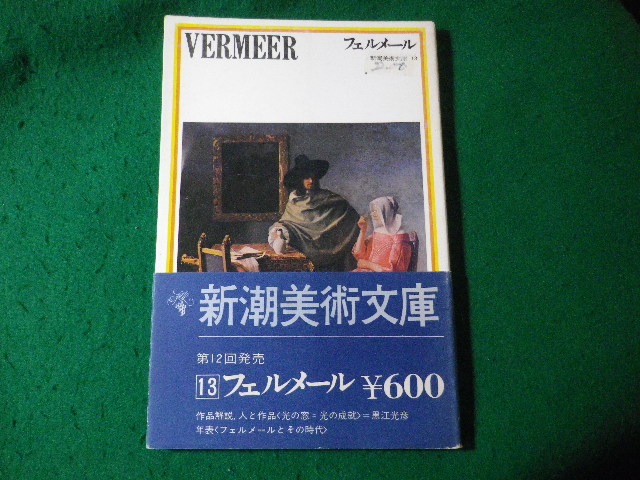 VERMEER
フェルメール
新潮美術文庫 13
新潮美術文庫
第12回発売
13 フェルメール ¥600
作品解説、人と作品〈光の窓=光の成就〉=黒江光彦
年表〈フェルメールとその時代〉